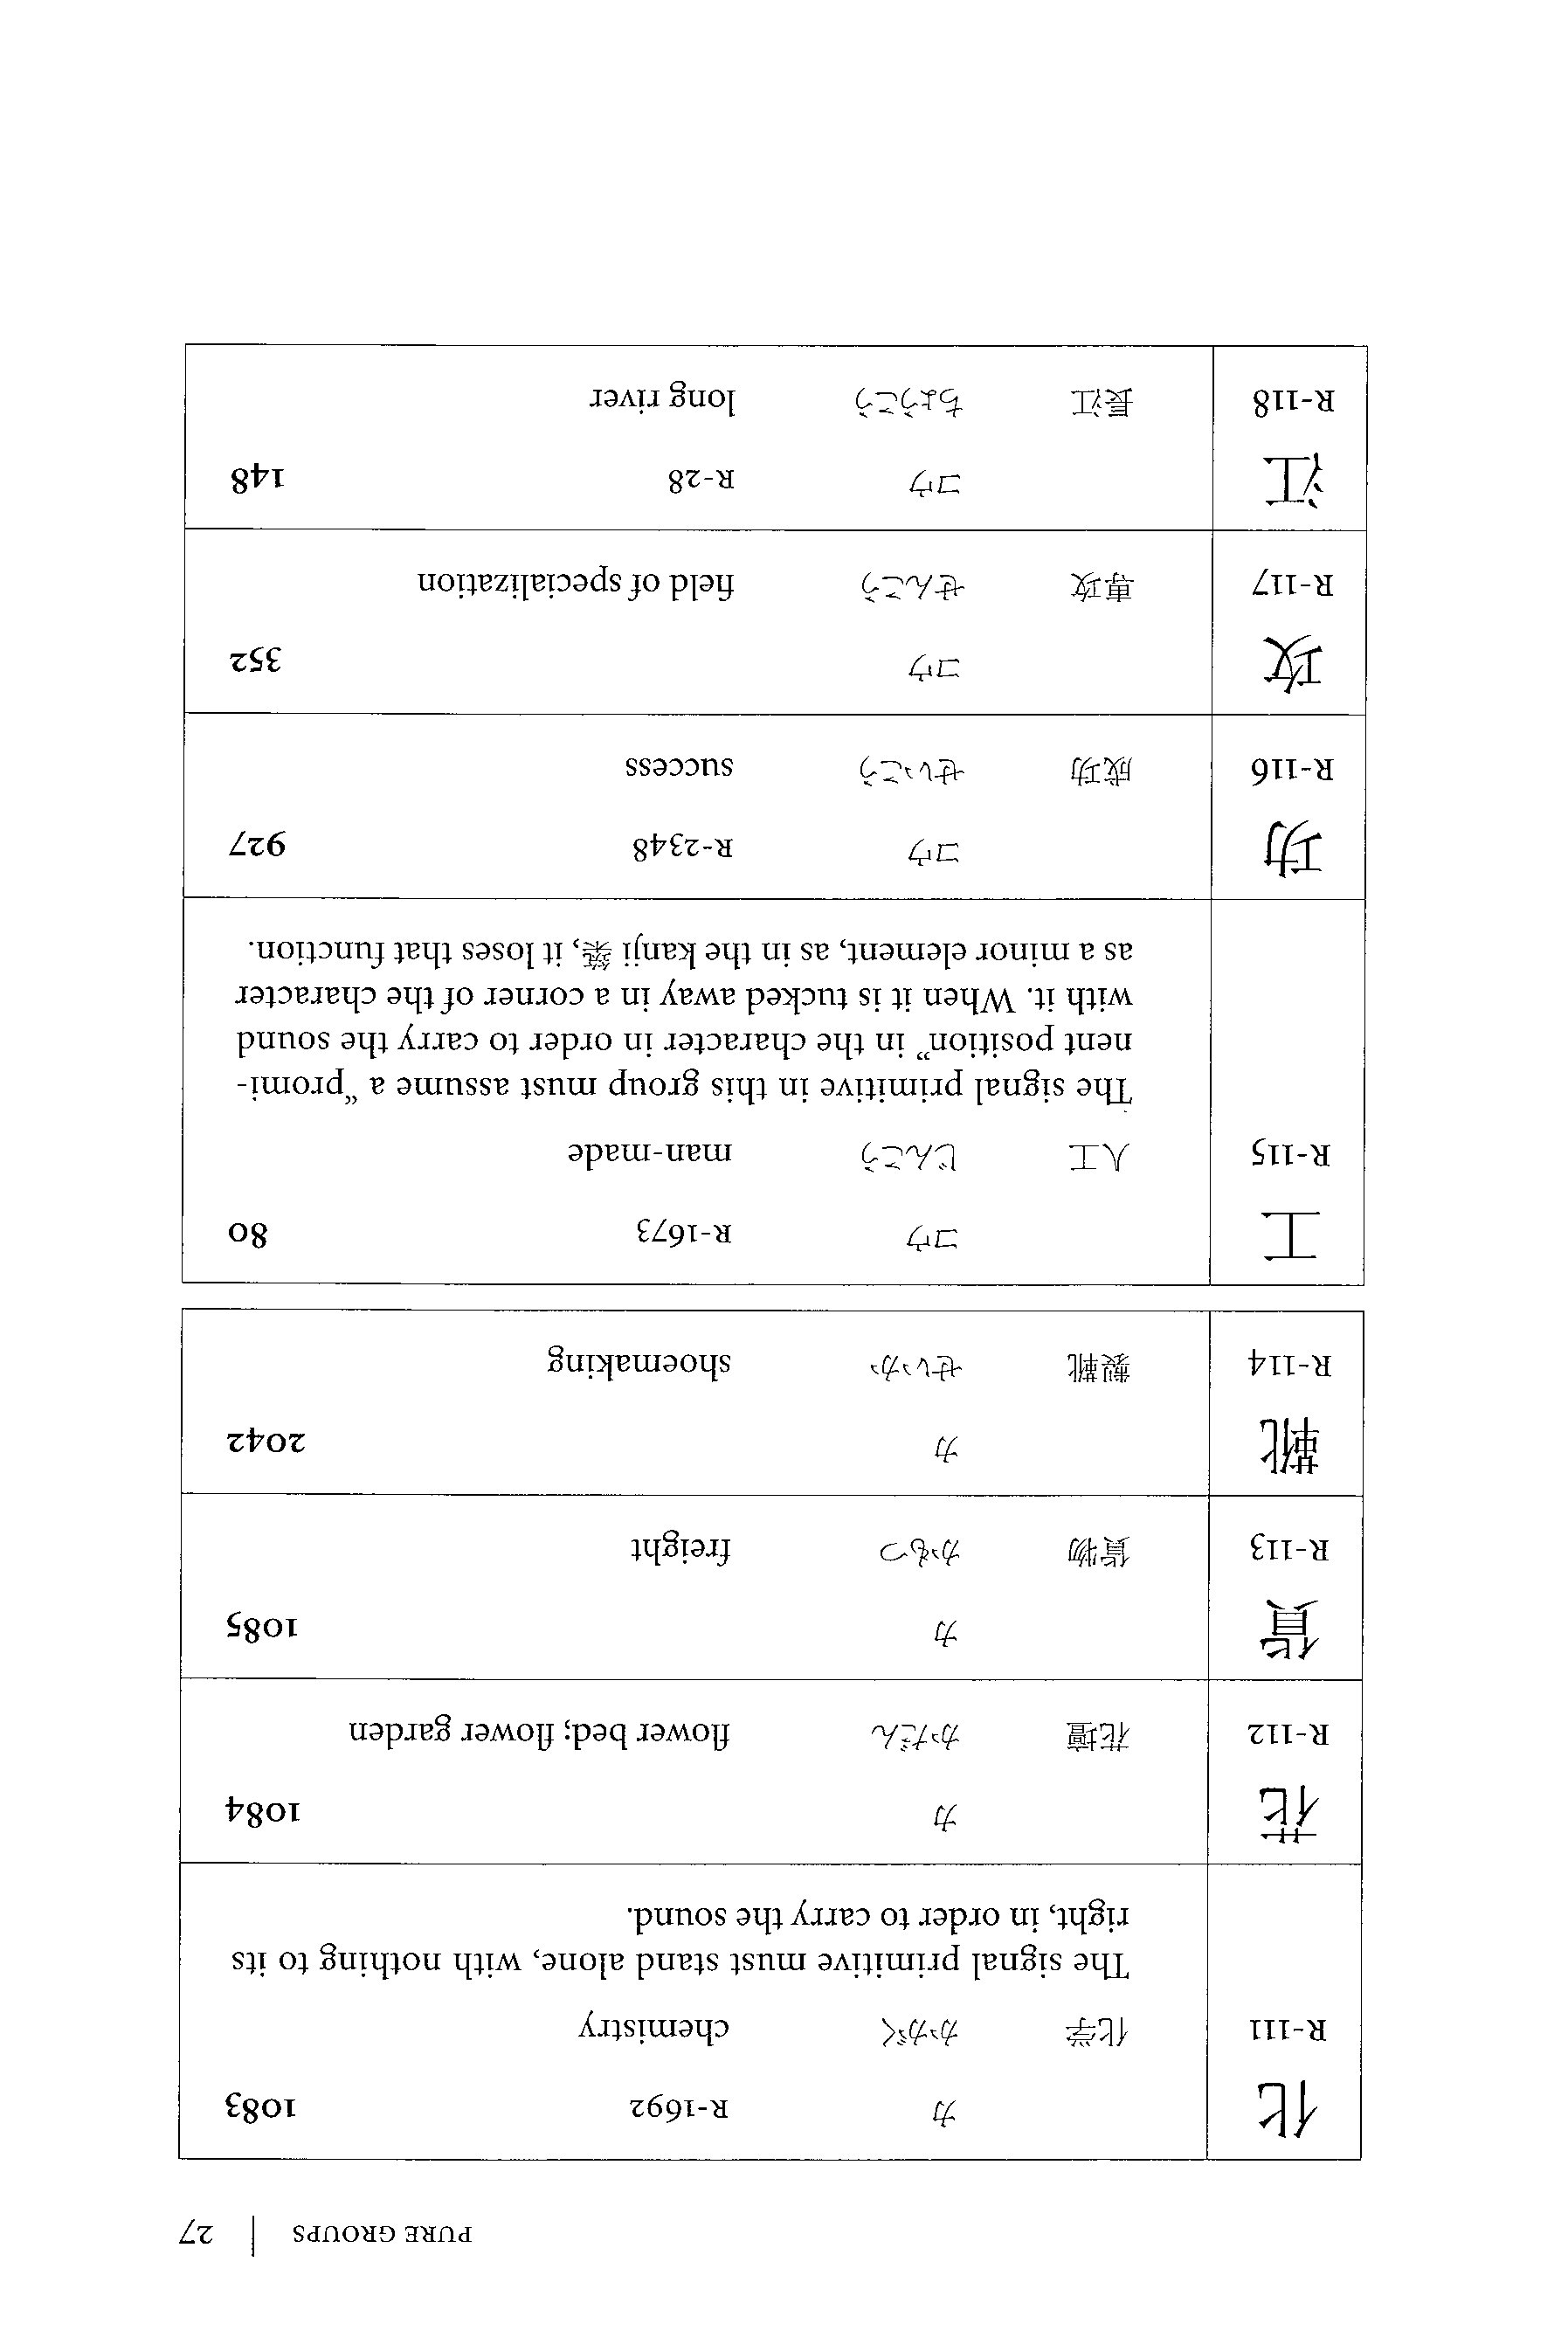 PURE GROUPS | 27
化 カ R-1692 1083
R-111 化学 かがく chemistry
The signal primitive must stand alone, with nothing to its
right, in order to carry the sound.
花 カ 1084
R-112 花壇 かだん flower bed; flower garden
貨 カ 1085
R-113 貨物 かもつ freight
靴 カ 2042
R-114 製靴 せいか shoemaking
工 コウ R-1673 80
R-115 人工 じんこう man-made
The signal primitive in this group must assume a “promi-
nent position” in the character in order to carry the sound
with it. When it is tucked away in a corner of the character
as a minor element, as in the kanji 築, it loses that function.
功 コウ R-2348 927
R-116 成功 せいこう success
攻 コウ 352
R-117 専攻 せんこう field of specialization
江 コウ R-28 148
R-118 長江 ちょうこう long river